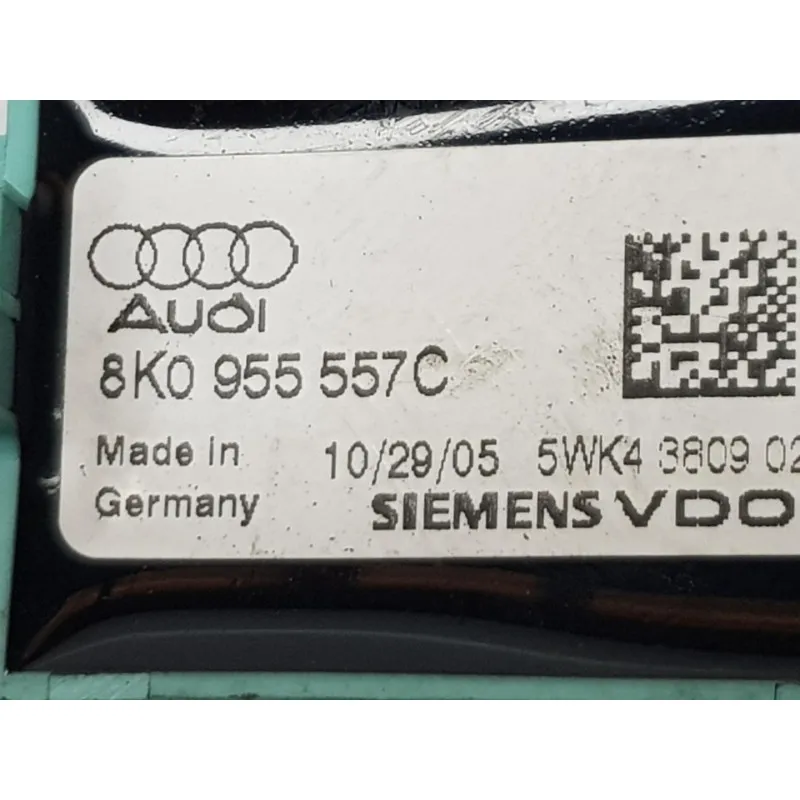 AUDI
8K0 955 557C
Made in
Germany
10/29/05 5WK4 3809 02
SIEMENS VDO